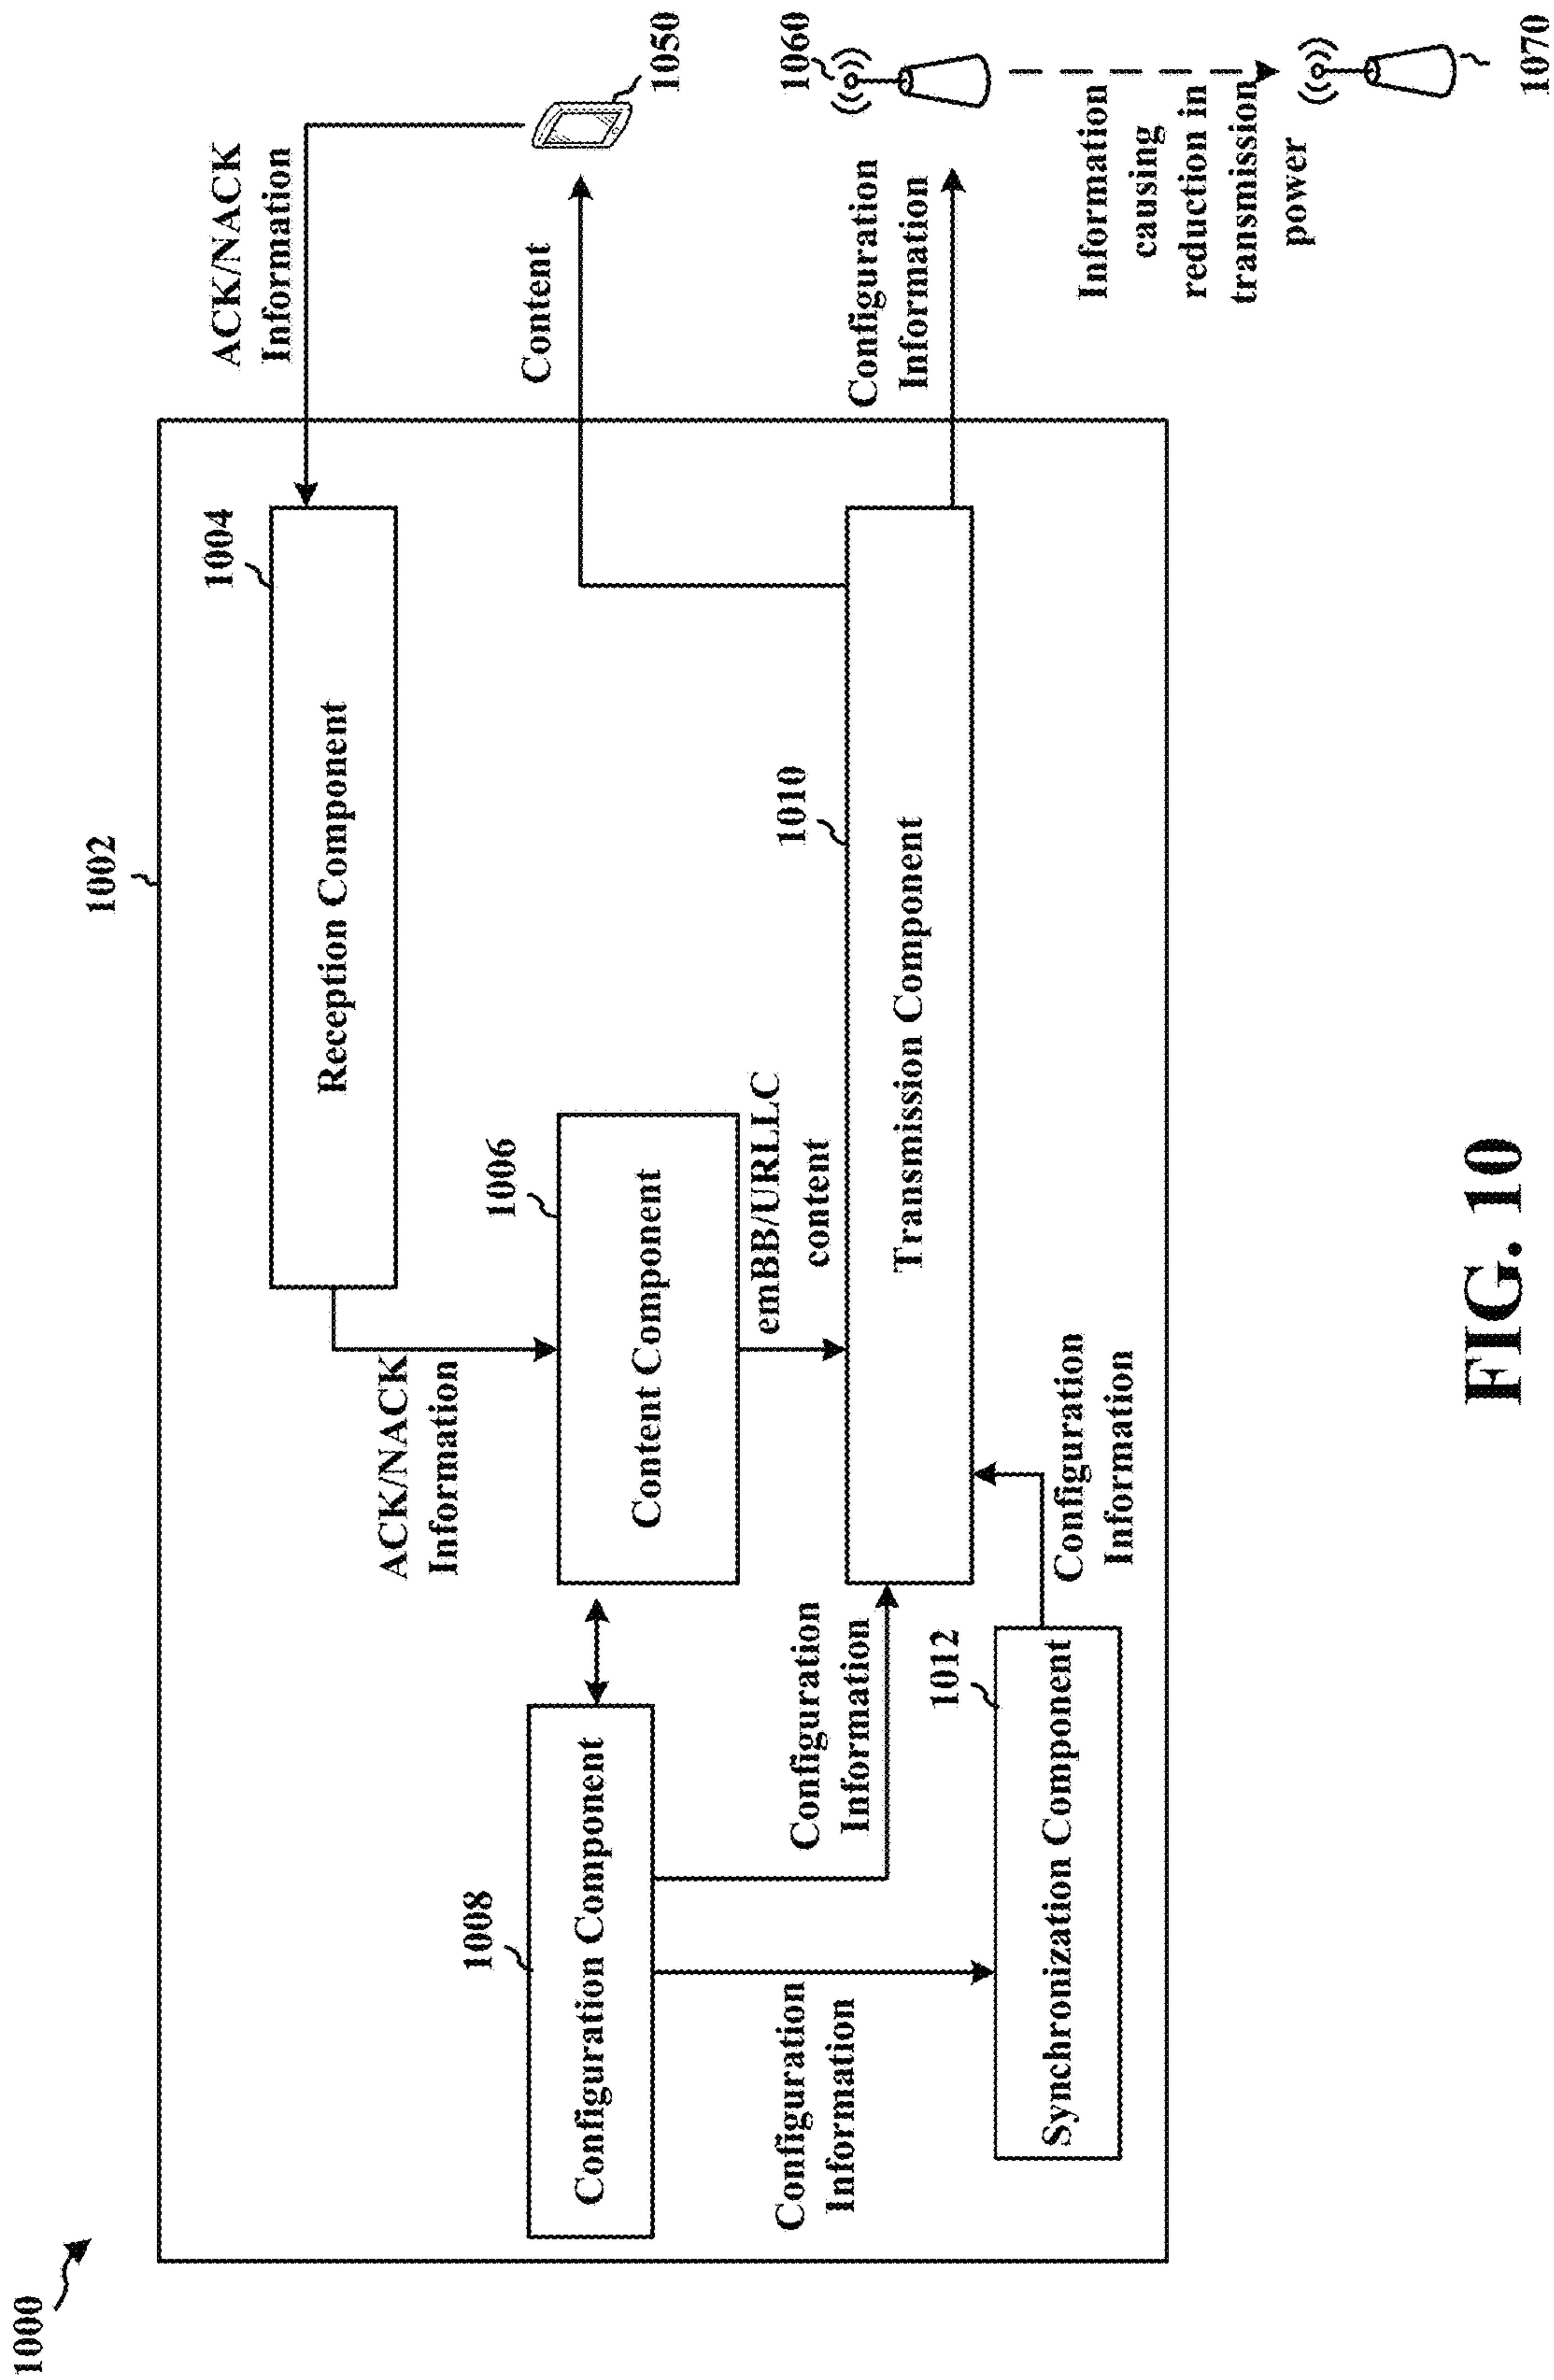 1000
1002
1004
Reception Component
ACK/NACK
Information
1050
ACK/NACK
Information
1006
Content Component
Content
1008
Configuration Component
emBB/URLLC
content
1010
Transmission Component
Configuration
Information
1060
Configuration
Information
Configuration
Information
1012
Synchronization Component
Configuration
Information
Information
causing
reduction in
transmission
power
1070
FIG. 10